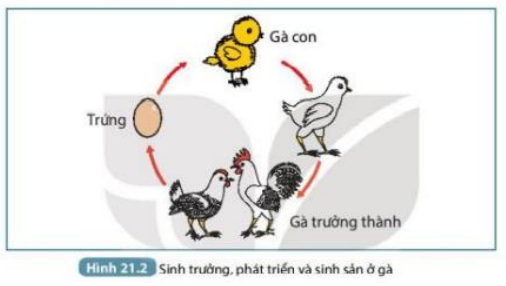 Gà con
Trứng
Gà trưởng thành
Hình 21.2 Sinh trưởng, phát triển và sinh sản ở gà